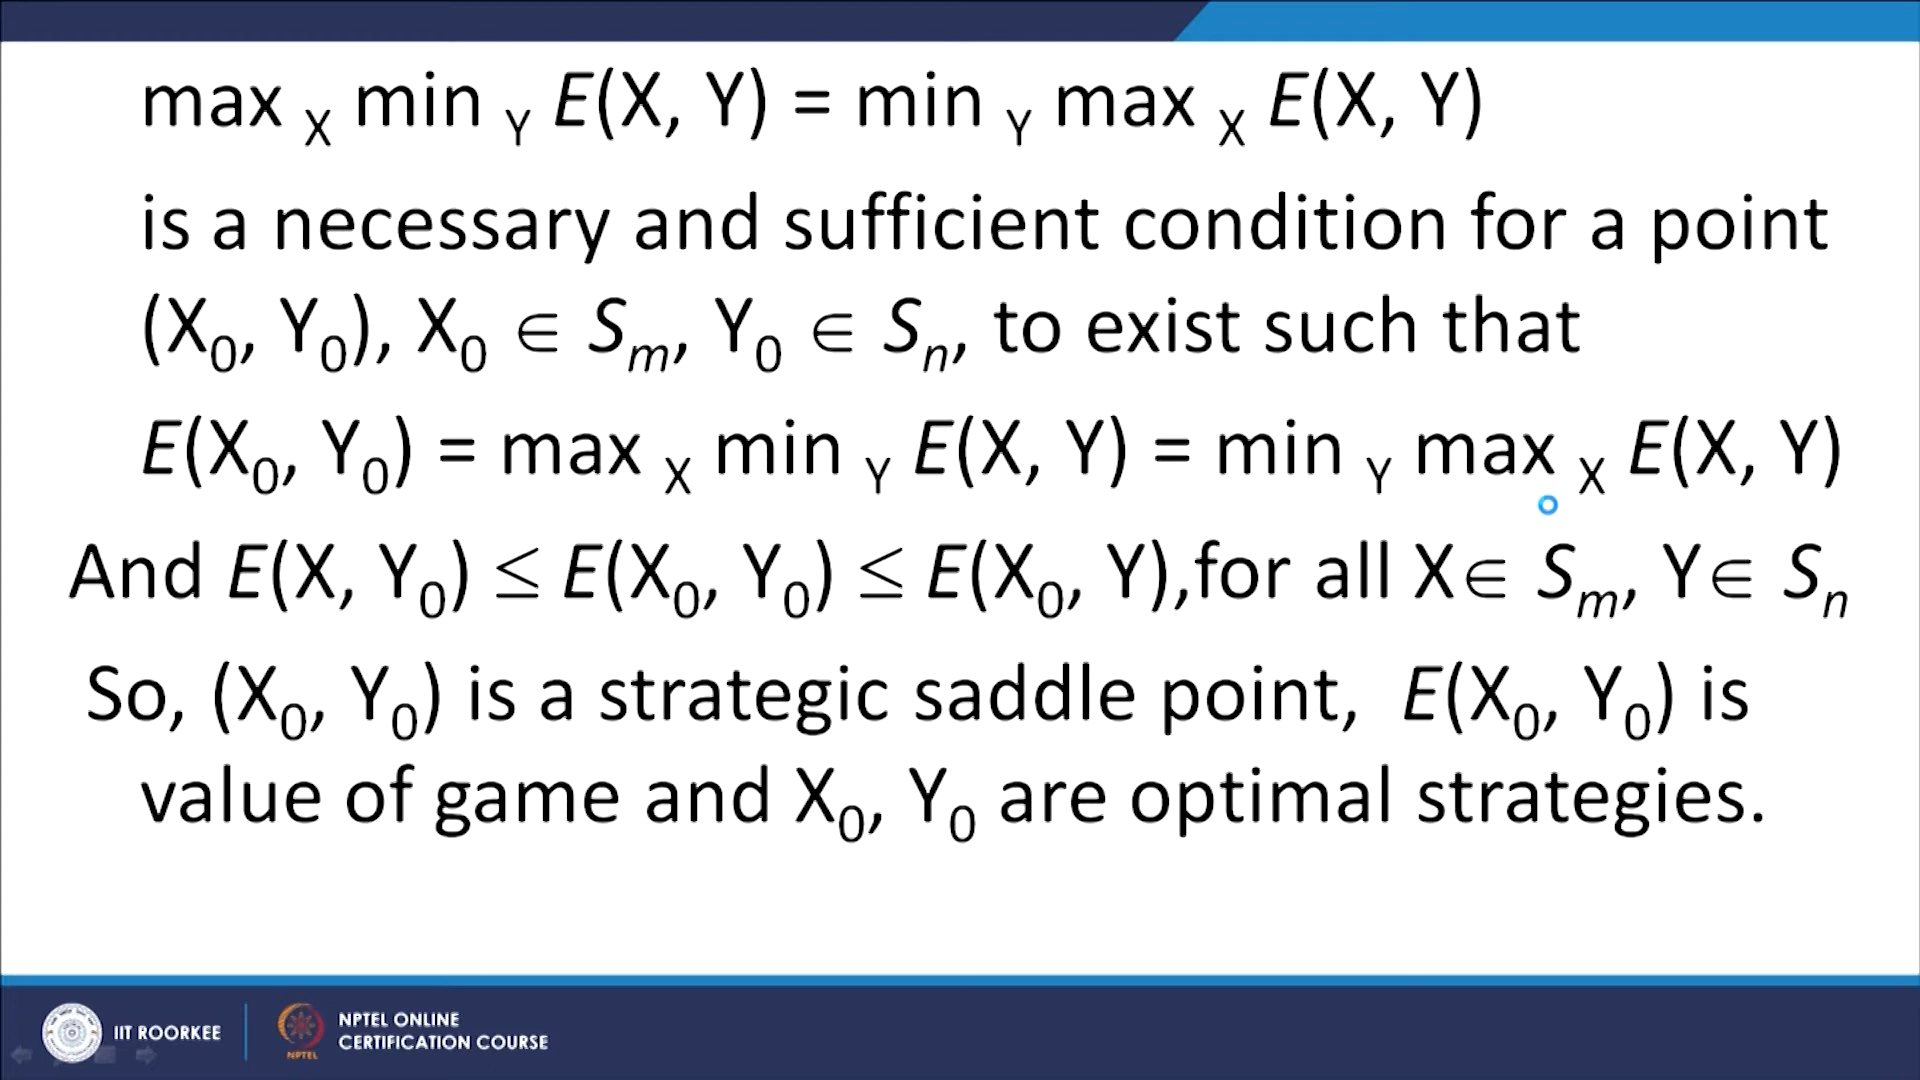 max X min Y E(X, Y) = min Y max X E(X, Y)
is a necessary and sufficient condition for a point
(X₀, Y₀), X₀ ∈ Sₘ, Y₀ ∈ Sₙ, to exist such that
E(X₀, Y₀) = max X min Y E(X, Y) = min Y max X E(X, Y)
And E(X, Y₀) ≤ E(X₀, Y₀) ≤ E(X₀, Y),for all X∈ Sₘ, Y∈ Sₙ
So, (X₀, Y₀) is a strategic saddle point, E(X₀, Y₀) is
value of game and X₀, Y₀ are optimal strategies.
IIT ROORKEE
NPTEL
NPTEL ONLINE
CERTIFICATION COURSE